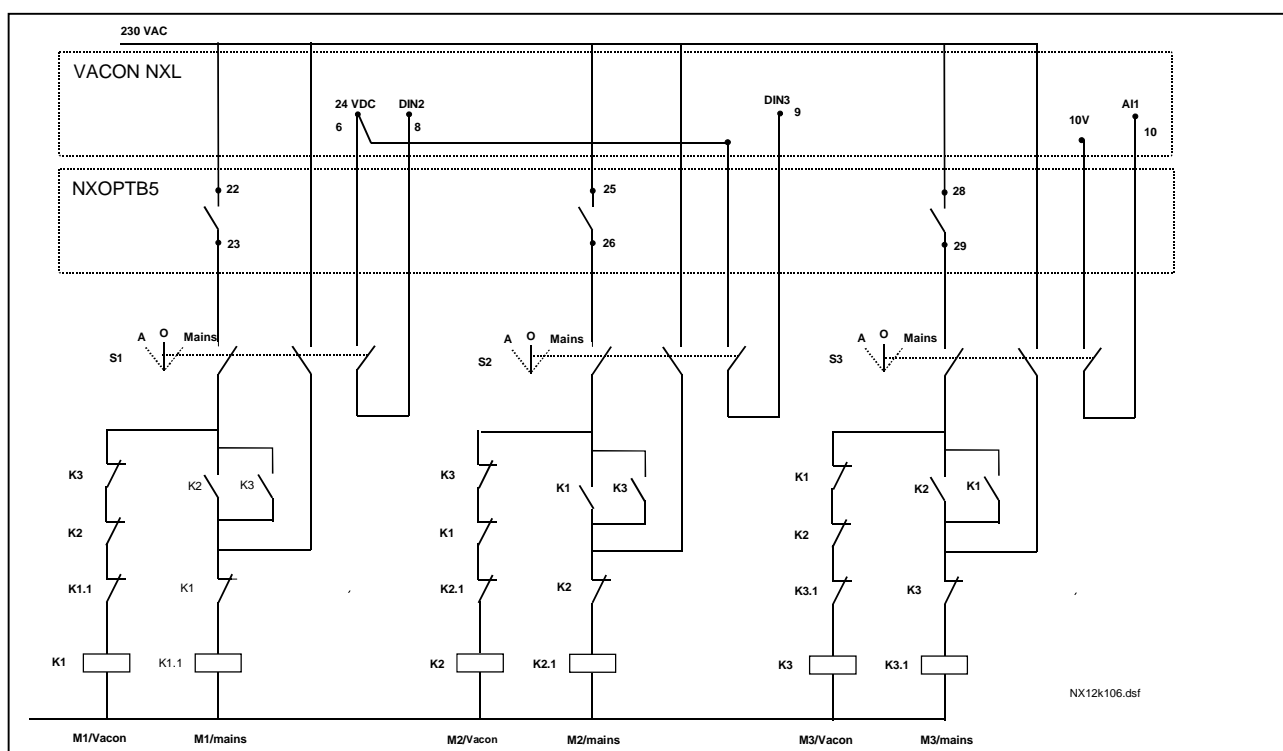 230 VAC
VACON NXL
24 VDC DIN2
6 8
DIN3
9
10V
AI1
10
NXOPTB5
22
23
25
26
28
29
A O Mains
S1
A O Mains
S2
A O Mains
S3
K3
K2 K3
K2
K1.1 K1
K1 K1.1
K3
K1 K3
K1
K2.1 K2
K2 K2.1
K1
K2 K1
K2
K3.1 K3
K3 K3.1
NX12k106.dsf
M1/Vacon M1/mains M2/Vacon M2/mains M3/Vacon M3/mains